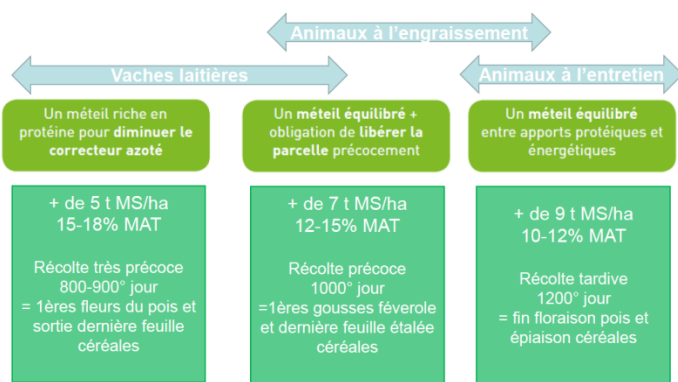 Animaux à l'engraissement
Vaches laitières
Animaux à l'entretien
Un méteil riche en
protéine pour diminuer le
correcteur azoté
Un méteil équilibré +
obligation de libérer la
parcelle précocement
Un méteil équilibré
entre apports protéiques et
énergétiques
+ de 5 t MS/ha
15-18% MAT
Récolte très précoce
800-900° jour
= 1ères fleurs du pois et
sortie dernière feuille
céréales
+ de 7 t MS/ha
12-15% MAT
Récolte précoce
1000° jour
=1ères gousses féverole
et dernière feuille étalée
céréales
+ de 9 t MS/ha
10-12% MAT
Récolte tardive
1200° jour
= fin floraison pois et
épiaison céréales